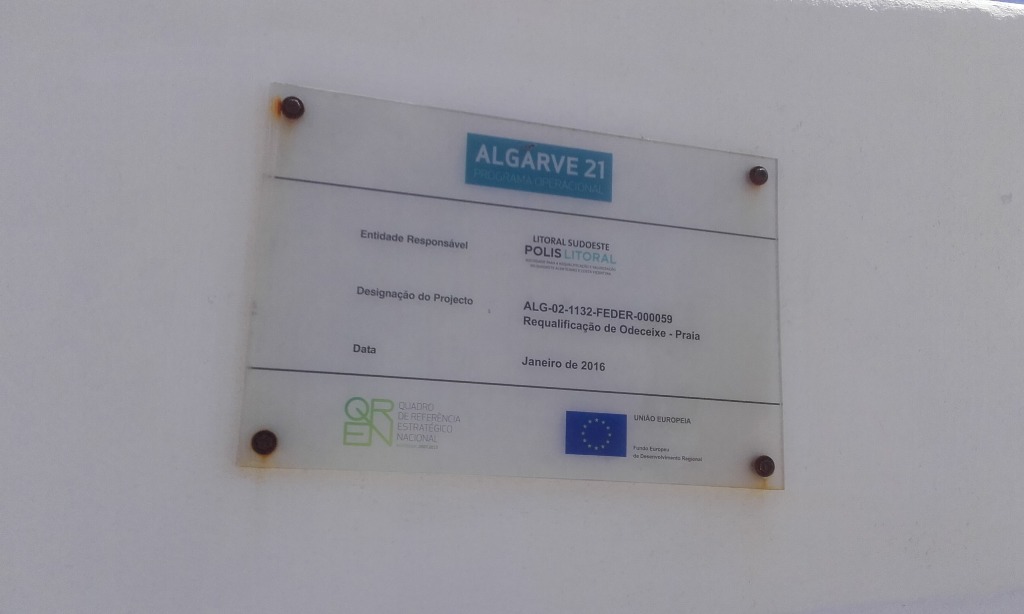 ALGARVE 21
PROGRAMA OPERACIONAL
Entidade Responsável
LITORAL SUDOESTE
POLIS LITORAL
Designação do Projecto
ALG-02-1132-FEDER-000059
Requalificação de Odeceixe - Praia
Data
Janeiro de 2016
QREN
QUADRO
DE REFERÊNCIA
ESTRATÉGICO
NACIONAL
UNIÃO EUROPEIA
Fundo Europeu
de Desenvolvimento Regional